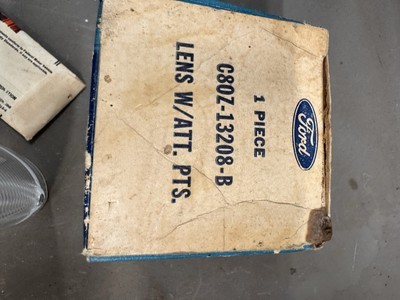 Ford
1 PIECE
C8OZ-13208-B
LENS W/ATT. PTS.